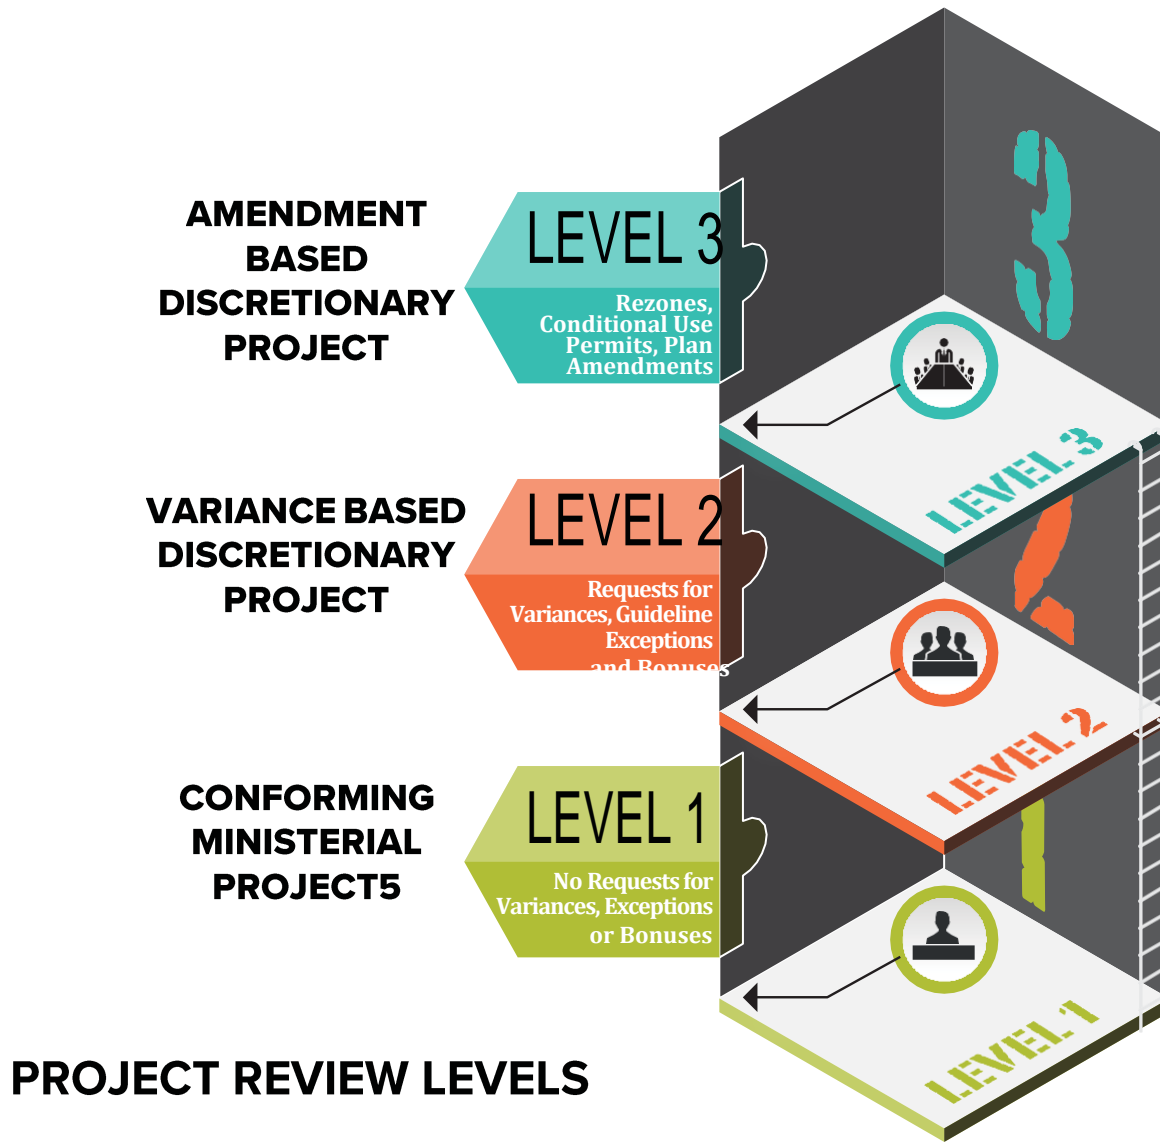 3
AMENDMENT
BASED
DISCRETIONARY
PROJECT
LEVEL 3
Rezones,
Conditional Use
Permits, Plan
Amendments
LEVEL 3
2
VARIANCE BASED
DISCRETIONARY
PROJECT
LEVEL 2
Requests for
Variances, Guideline
Exceptions
and Bonuses
LEVEL 2
1
CONFORMING
MINISTERIAL
PROJECT5
LEVEL 1
No Requests for
Variances, Exceptions
or Bonuses
LEVEL 1
PROJECT REVIEW LEVELS